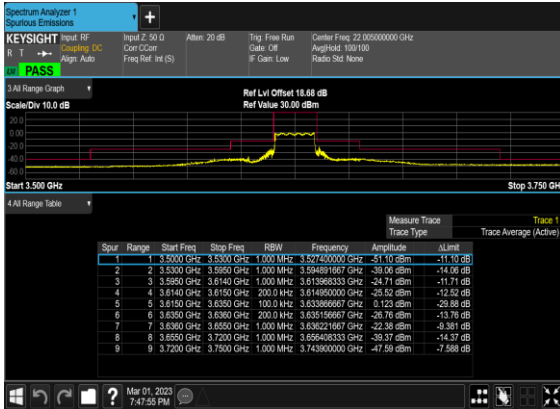 Spectrum Analyzer 1
Spurious Emissions
+
KEYSIGHT Input: RF Input Z: 50 Ω Atten: 20 dB Trig: Free Run Center Freq: 22.005000000 GHz
R T Coupling: DC Corr CCorr Gate: Off Avg|Hold: 100/100
Align: Auto Freq Ref: Int (S) IF Gain: Low Radio Std: None
PASS
3 All Range Graph
Ref Lvl Offset 18.68 dB
Scale/Div 10.0 dB Ref Value 30.00 dBm
20.0
0.00
-20.0
-40.0
-60.0
Start 3.500 GHz Stop 3.750 GH
4 All Range Table
Measure Trace Trace 1
Trace Type Trace Average (Active)
Spur Range Start Freq Stop Freq RBW Frequency Amplitude ΔLimit
1 1 3.5000 GHz 3.5300 GHz 1.000 MHz 3.527400000 GHz -51.10 dBm -11.10 dB
2 2 3.5300 GHz 3.5950 GHz 1.000 MHz 3.594891667 GHz -39.06 dBm -14.06 dB
3 3 3.5950 GHz 3.6140 GHz 1.000 MHz 3.613968333 GHz -24.71 dBm -11.71 dB
4 4 3.6140 GHz 3.6150 GHz 200.0 kHz 3.614950000 GHz -25.52 dBm -12.52 dB
5 5 3.6150 GHz 3.6350 GHz 100.0 kHz 3.633866667 GHz 0.123 dBm -29.88 dB
6 6 3.6350 GHz 3.6360 GHz 200.0 kHz 3.635156667 GHz -26.76 dBm -13.76 dB
7 7 3.6360 GHz 3.6550 GHz 1.000 MHz 3.636221667 GHz -22.38 dBm -9.381 dB
8 8 3.6550 GHz 3.7200 GHz 1.000 MHz 3.656408333 GHz -39.37 dBm -14.37 dB
9 9 3.7200 GHz 3.7500 GHz 1.000 MHz 3.743900000 GHz -47.59 dBm -7.588 dB
? Mar 01, 2023
7:47:55 PM